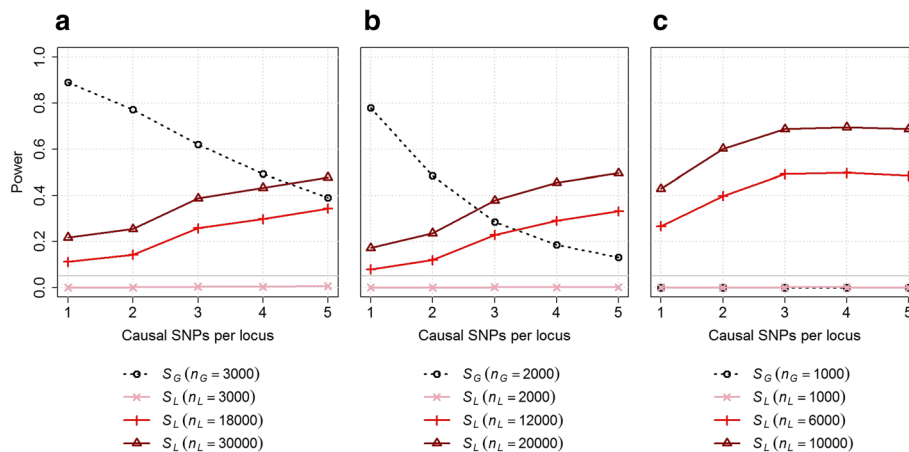 a b c
Power
1.0
0.8
0.6
0.4
0.2
0.0
1 2 3 4 5 1 2 3 4 5 1 2 3 4 5
Causal SNPs per locus Causal SNPs per locus Causal SNPs per locus
S_G (n_G = 3000) S_G (n_G = 2000) S_G (n_G = 1000)
S_L (n_L = 3000) S_L (n_L = 2000) S_L (n_L = 1000)
S_L (n_L = 18000) S_L (n_L = 12000) S_L (n_L = 6000)
S_L (n_L = 30000) S_L (n_L = 20000) S_L (n_L = 10000)